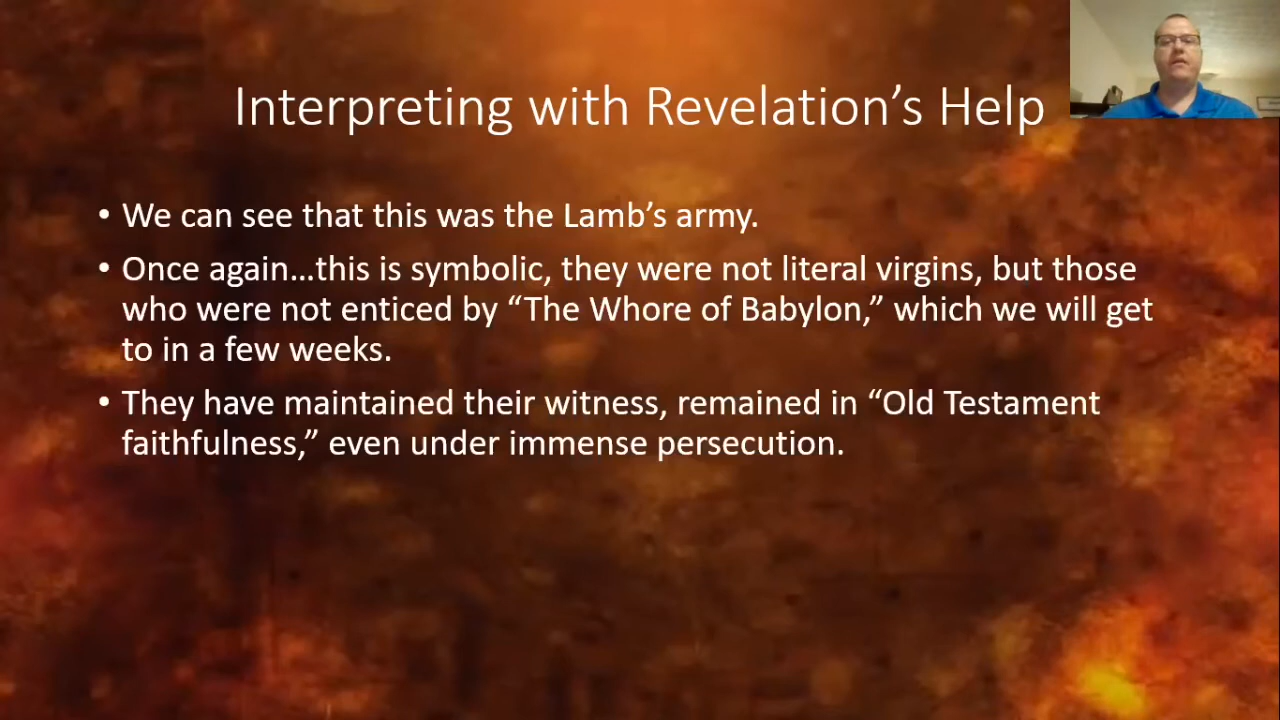 Interpreting with Revelation’s Help
• We can see that this was the Lamb’s army.
• Once again…this is symbolic, they were not literal virgins, but those
who were not enticed by “The Whore of Babylon,” which we will get
to in a few weeks.
• They have maintained their witness, remained in “Old Testament
faithfulness,” even under immense persecution.